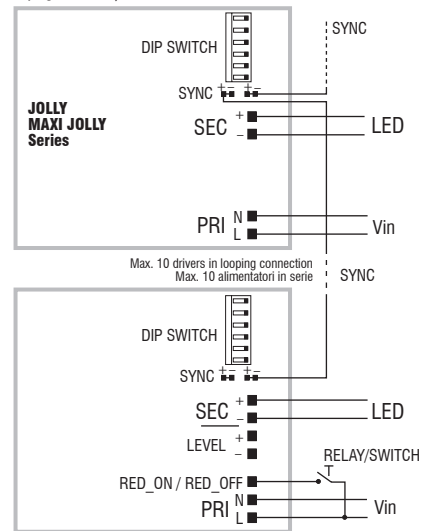 SYNC
DIP SWITCH
SYNC + - + -
JOLLY
MAXI JOLLY
Series
SEC + -
LED
PRI N L
Vin
Max. 10 drivers in looping connection
Max. 10 alimentatori in serie
SYNC
DIP SWITCH
SYNC + - + -
SEC + -
LED
LEVEL + -
RELAY/SWITCH
T
RED_ON / RED_OFF
PRI N L
Vin